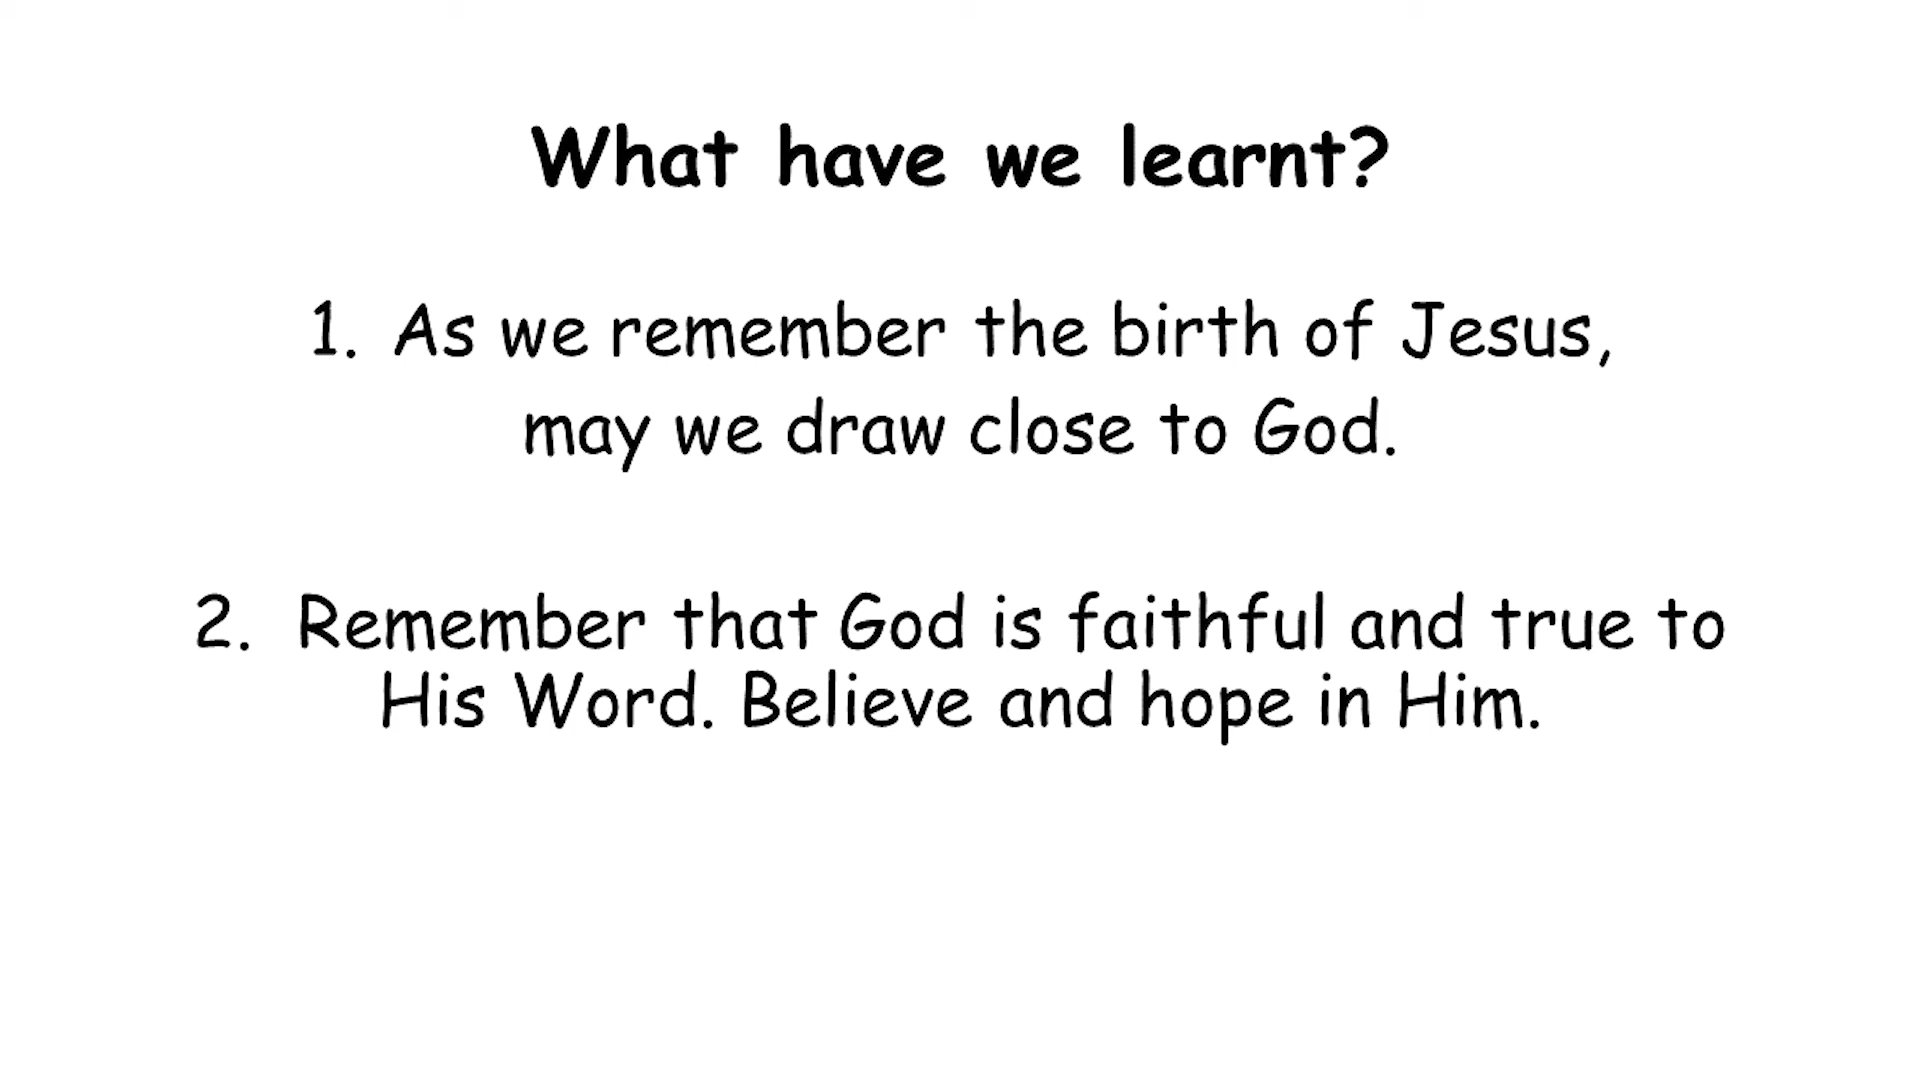 What have we learnt?
1. As we remember the birth of Jesus,
may we draw close to God.
2. Remember that God is faithful and true to
His Word. Believe and hope in Him.